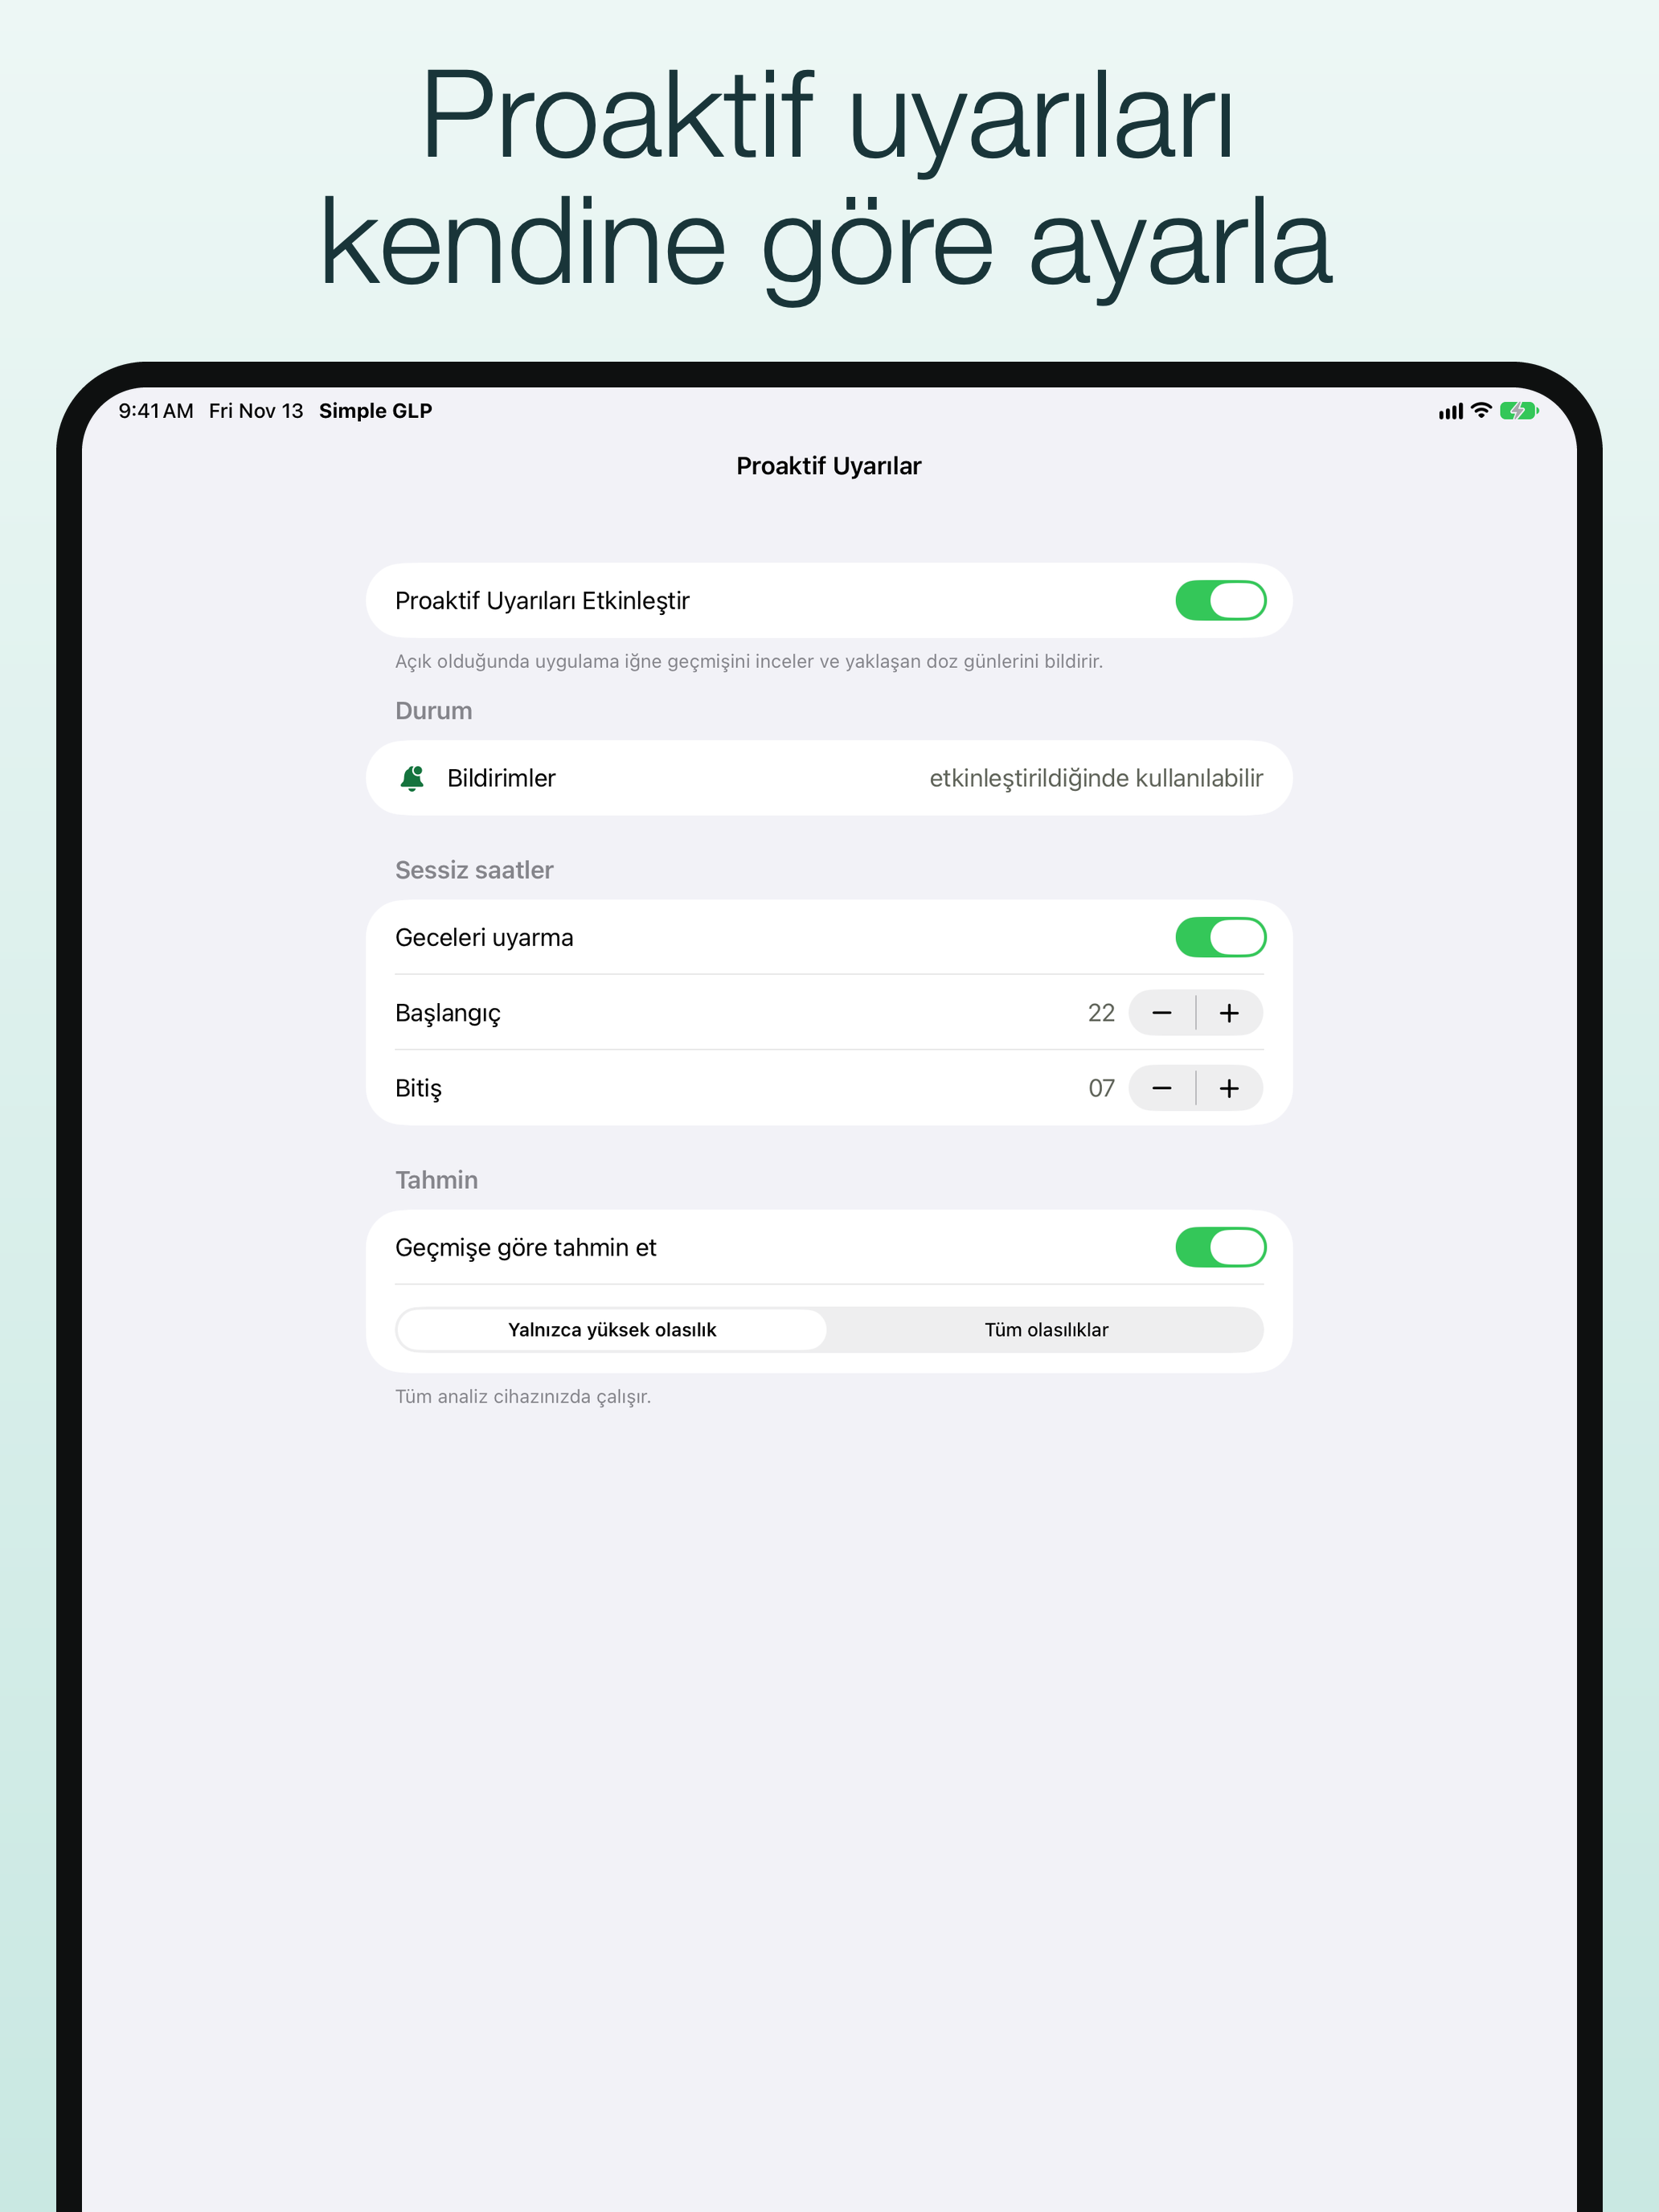 Proaktif uyarıları
kendine göre ayarla
9:41 AM Fri Nov 13 Simple GLP
Proaktif Uyarılar
Proaktif Uyarıları Etkinleştir
Açık olduğunda uygulama iğne geçmişini inceler ve yaklaşan doz günlerini bildirir.
Durum
Bildirimler etkinleştirildiğinde kullanılabilir
Sessiz saatler
Geceleri uyarma
Başlangıç 22
Bitiş 07
Tahmin
Geçmişe göre tahmin et
Yalnızca yüksek olasılık Tüm olasılıklar
Tüm analiz cihazınızda çalışır.